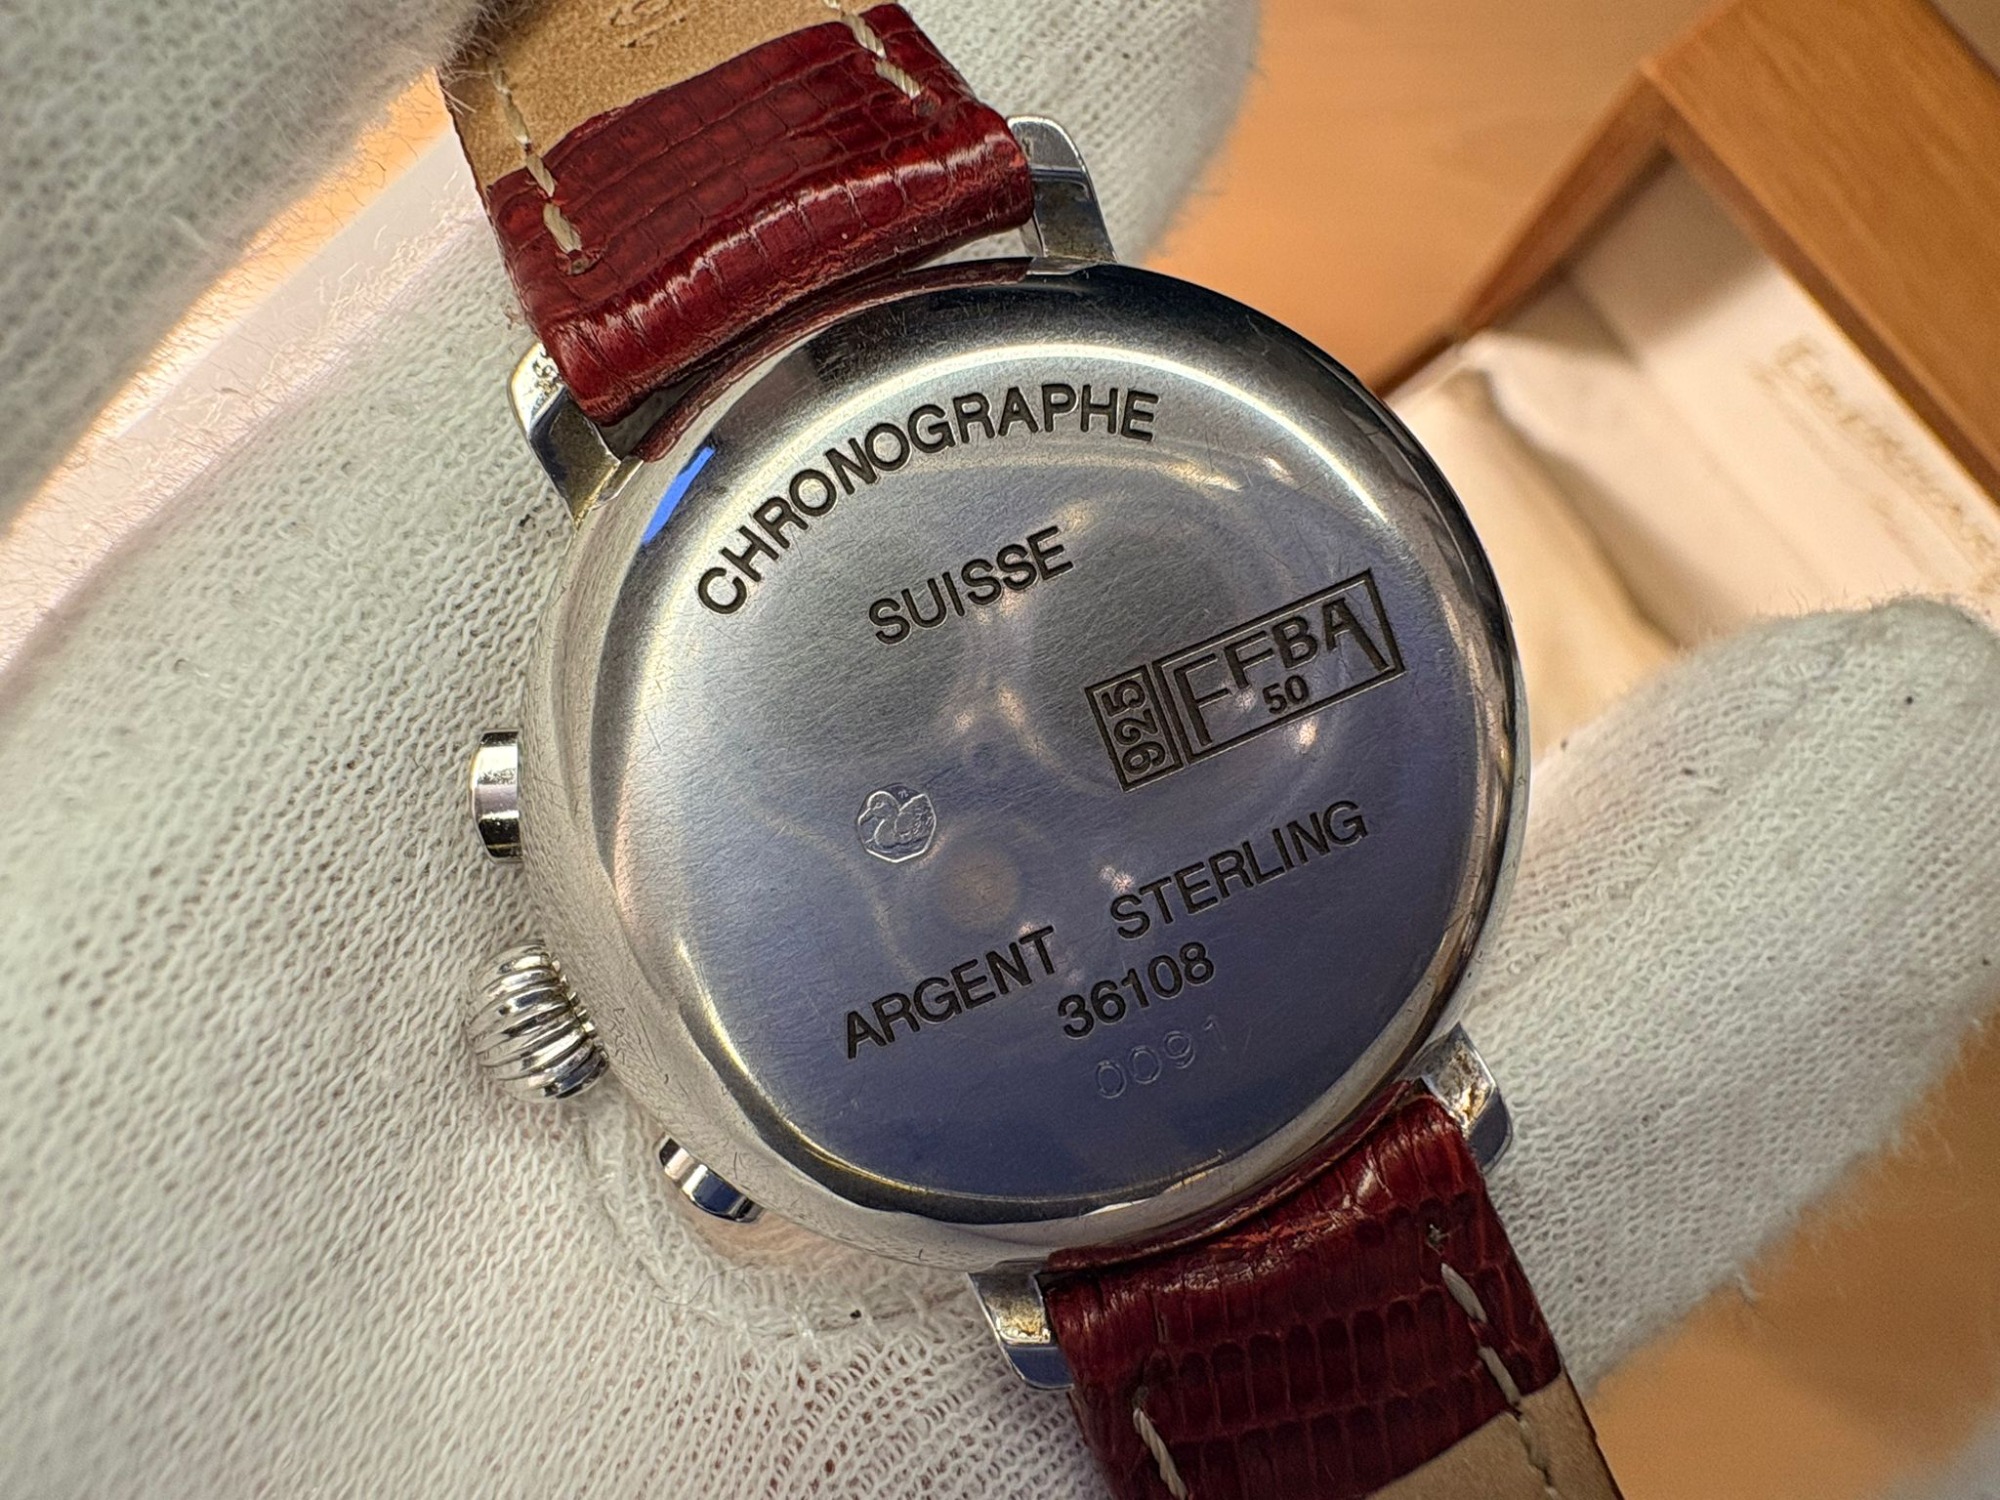 CHRONOGRAPHE
SUISSE
925
FFBA
50
ARGENT STERLING
36108
0091